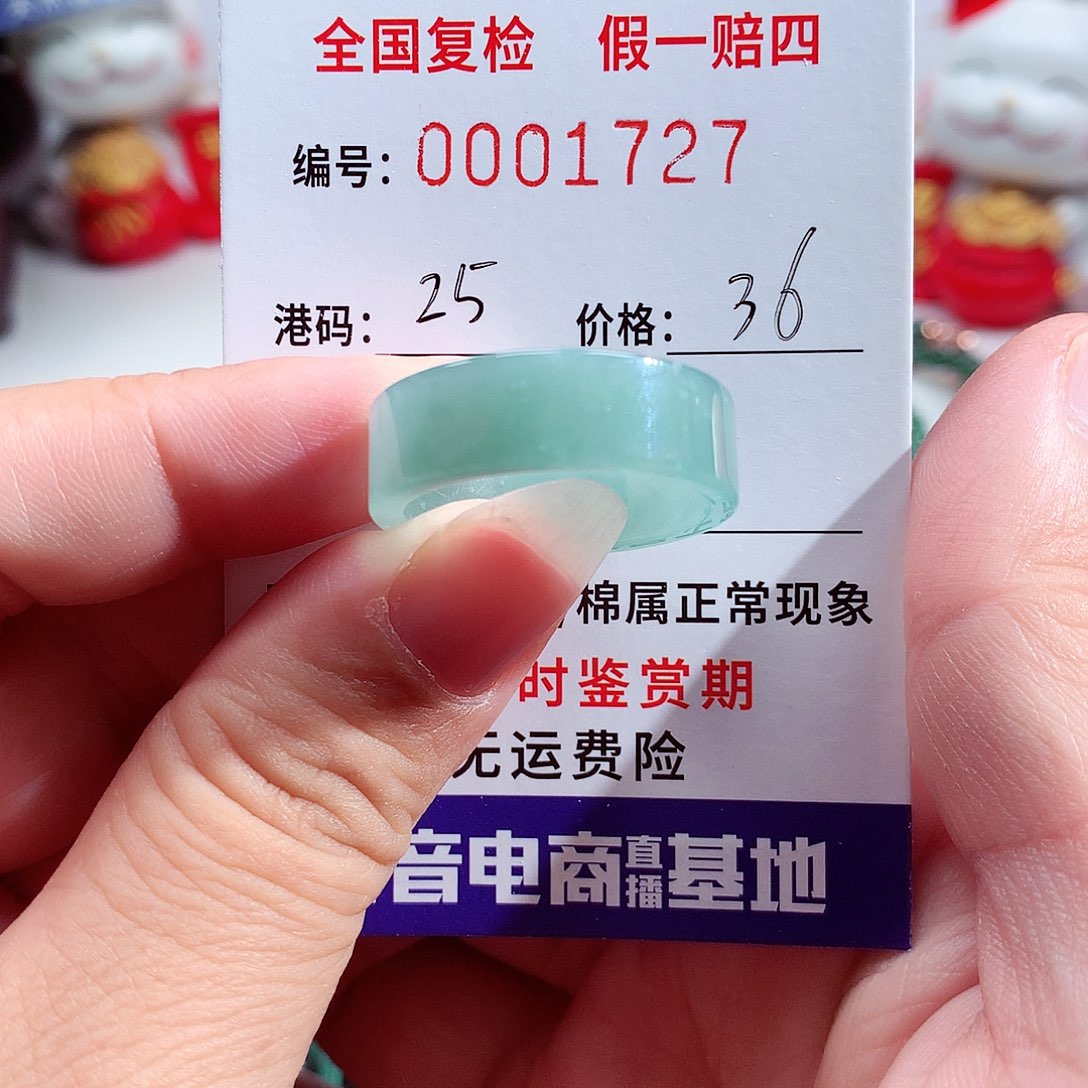 全国复检 假一赔四
编号：0001727
港码：25 价格：36
棉属正常现象
时鉴赏期
无运费险
音电商直播基地